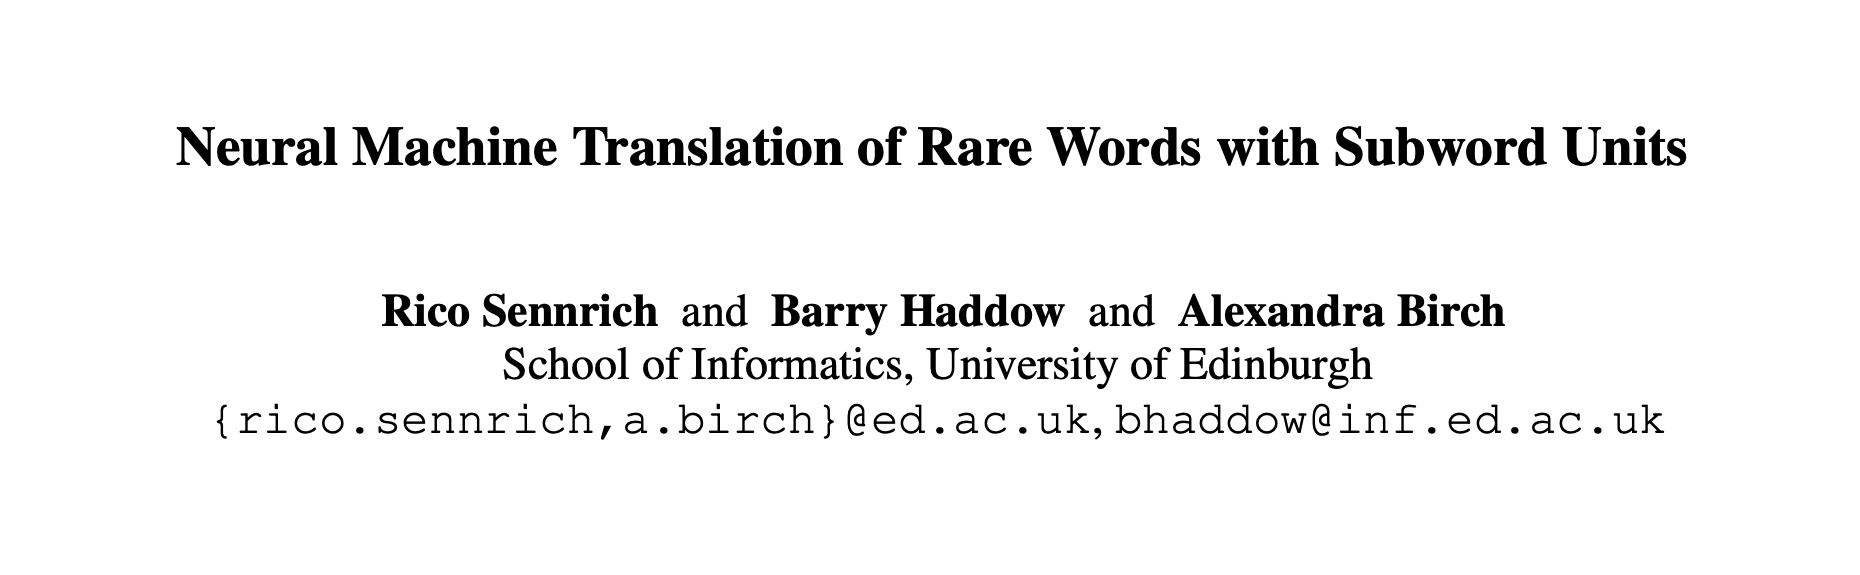 Neural Machine Translation of Rare Words with Subword Units
Rico Sennrich and Barry Haddow and Alexandra Birch
School of Informatics, University of Edinburgh
{rico.sennrich,a.birch}@ed.ac.uk, bhaddow@inf.ed.ac.uk